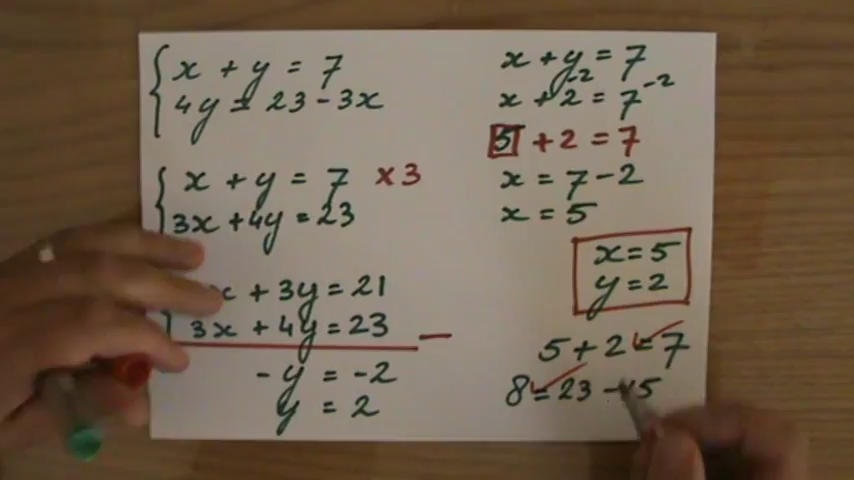 x + y = 7
4y = 23 - 3x
x + y = 7 x3
3x + 4y = 23
x + 3y = 21
3x + 4y = 23 —
-y = -2
y = 2
x + y = 7
x + 2 = 7
-2 -2
5 + 2 = 7
x = 7 - 2
x = 5
x = 5
y = 2
5 + 2 = 7
8 = 23 - 15